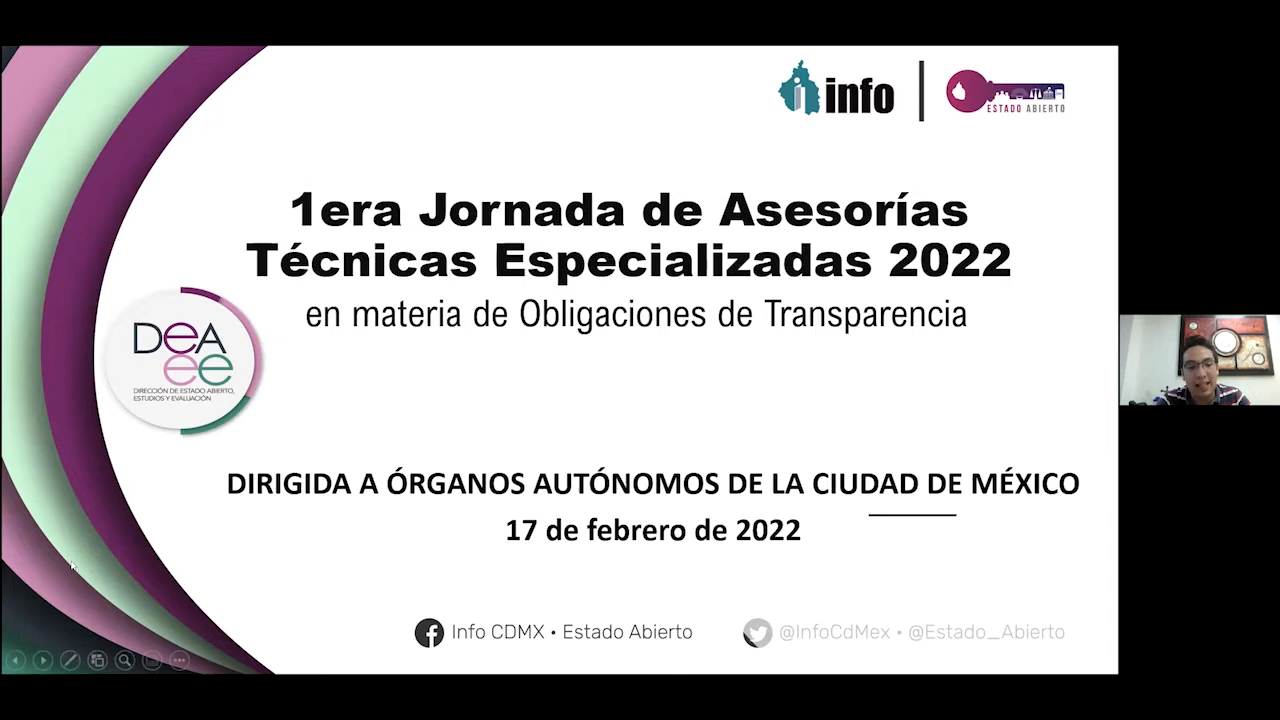 info
ESTADO ABIERTO
1era Jornada de Asesorías
Técnicas Especializadas 2022
en materia de Obligaciones de Transparencia
DeA
ee
DIRECCIÓN DE ESTADO ABIERTO,
ESTUDIOS Y EVALUACIÓN
DIRIGIDA A ÓRGANOS AUTÓNOMOS DE LA CIUDAD DE MÉXICO
17 de febrero de 2022
Info CDMX • Estado Abierto
@InfoCdMex • @Estado_Abierto